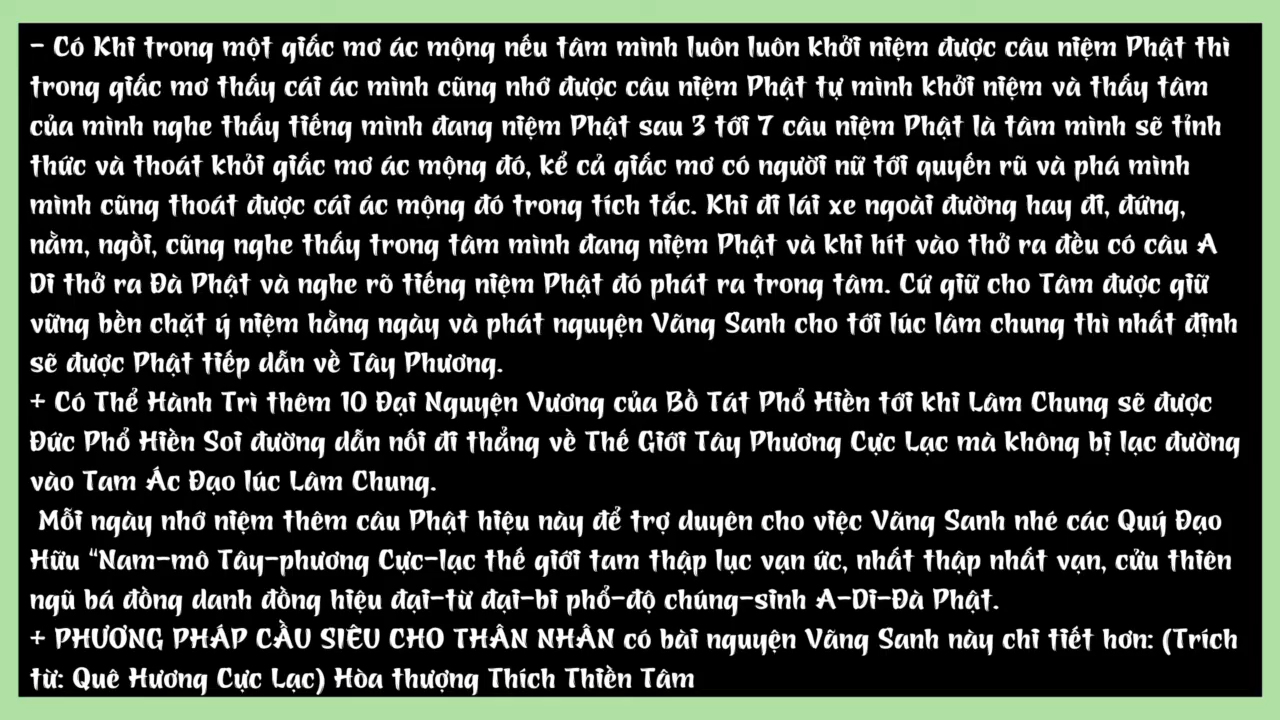 - Có Khi trong một giấc mơ ác mộng nếu tâm mình luôn luôn khởi niệm được câu niệm Phật thì
trong giấc mơ thấy cái ác mình cũng nhớ được câu niệm Phật tự mình khởi niệm và thấy tâm
của mình nghe thấy tiếng mình đang niệm Phật sau 3 tới 7 câu niệm Phật là tâm mình sẽ tỉnh
thức và thoát khỏi giấc mơ ác mộng đó, kể cả giấc mơ có người nữ tới quyến rũ và phá mình
mình cũng thoát được cái ác mộng đó trong tích tắc. Khi đi lái xe ngoài đường hay đi, đứng,
nằm, ngồi, cũng nghe thấy trong tâm mình đang niệm Phật và khi hít vào thở ra đều có câu A
Di thở ra Đà Phật và nghe rõ tiếng niệm Phật đó phát ra trong tâm. Cứ giữ cho Tâm được giữ
vững bền chặt ý niệm hằng ngày và phát nguyện Vãng Sanh cho tới lúc lâm chung thì nhất định
sẽ được Phật tiếp dẫn về Tây Phương.
+ Có Thể Hành Trì thêm 10 Đại Nguyện Vương của Bồ Tát Phổ Hiền tới khi Lâm Chung sẽ được
Đức Phổ Hiền Soi đường dẫn nối đi thẳng về Thế Giới Tây Phương Cực Lạc mà không bị lạc đường
vào Tam Ác Đạo lúc Lâm Chung.
Mỗi ngày nhớ niệm thêm câu Phật hiệu này để trợ duyên cho việc Vãng Sanh nhé các Quý Đạo
Hữu "Nam-mô Tây-phương Cực-lạc thế giới tam thập lục vạn ức, nhất thập nhất vạn, cửu thiên
ngũ bá đồng danh đồng hiệu đại-từ đại-bi phổ-độ chúng-sinh A-Di-Đà Phật.
+ PHƯƠNG PHÁP CẦU SIÊU CHO THÂN NHÂN có bài nguyện Vãng Sanh này chi tiết hơn: (Trích
từ: Quê Hương Cực Lạc) Hòa thượng Thích Thiền Tâm